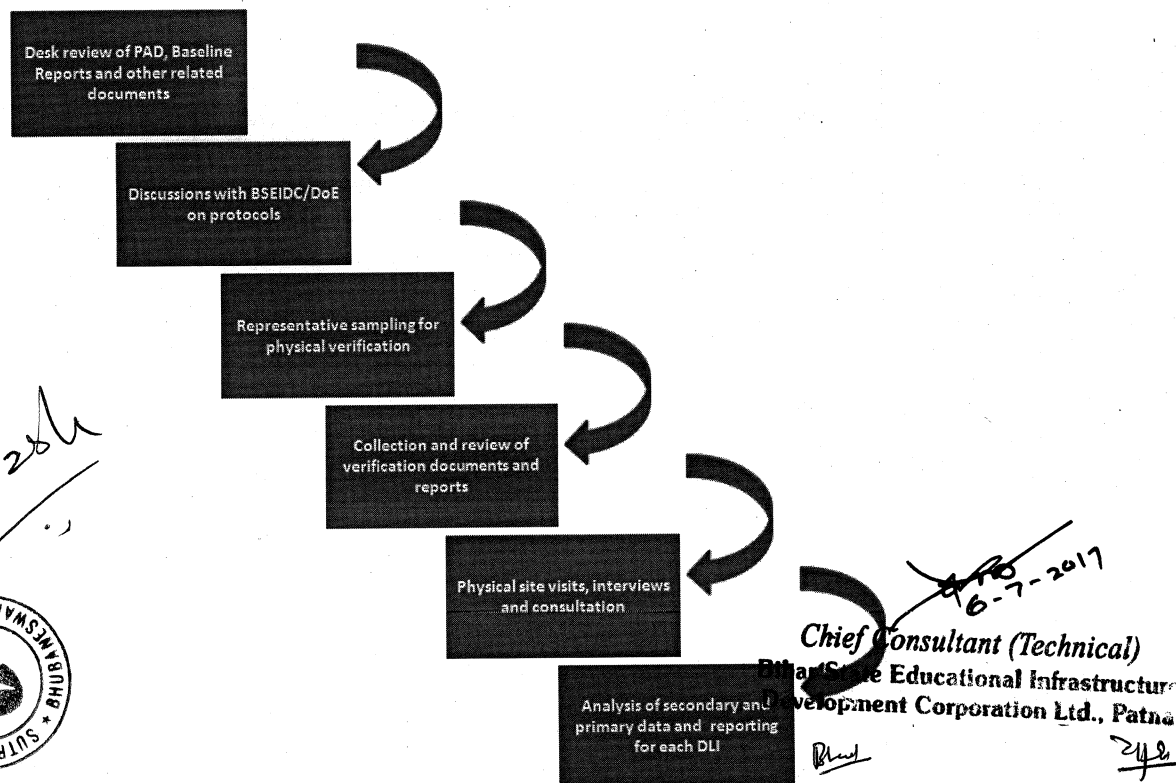 Desk review of PAD, Baseline
Reports and other related
documents
Discussions with BSEIDC/DoE
on protocols
Representative sampling for
physical verification
Collection and review of
verification documents and
reports
Physical site visits, interviews
and consultation
Analysis of secondary and
primary data and reporting
for each DLI
6-7-2017
Chief Consultant (Technical)
Bihar State Educational Infrastructure
Development Corporation Ltd., Patna
BHUBANESWAR